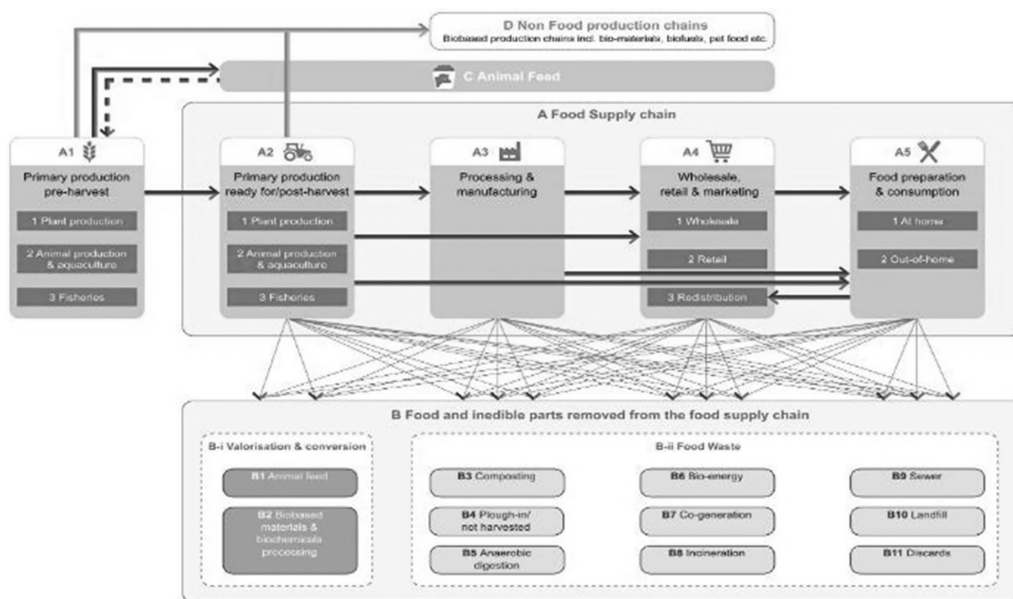 D Non Food production chains
Biobased production chains incl. bio-materials, biofuels, pet food etc.
C Animal Feed
A Food Supply chain
A1
Primary production
pre-harvest
1 Plant production
2 Animal production
& aquaculture
3 Fisheries
A2
Primary production
ready for/post-harvest
1 Plant production
2 Animal production
& aquaculture
3 Fisheries
A3
Processing &
manufacturing
A4
Wholesale,
retail & marketing
1 Wholesale
2 Retail
3 Redistribution
A5
Food preparation
& consumption
1 At home
2 Out-of-home
B Food and inedible parts removed from the food supply chain
B-i Valorisation & conversion
B1 Animal feed
B2 Biobased
materials &
biochemicals
processing
B-ii Food Waste
B3 Composting
B4 Plough-in/
not harvested
B5 Anaerobic
digestion
B6 Bio-energy
B7 Co-generation
B8 Incineration
B9 Sewer
B10 Landfill
B11 Discards